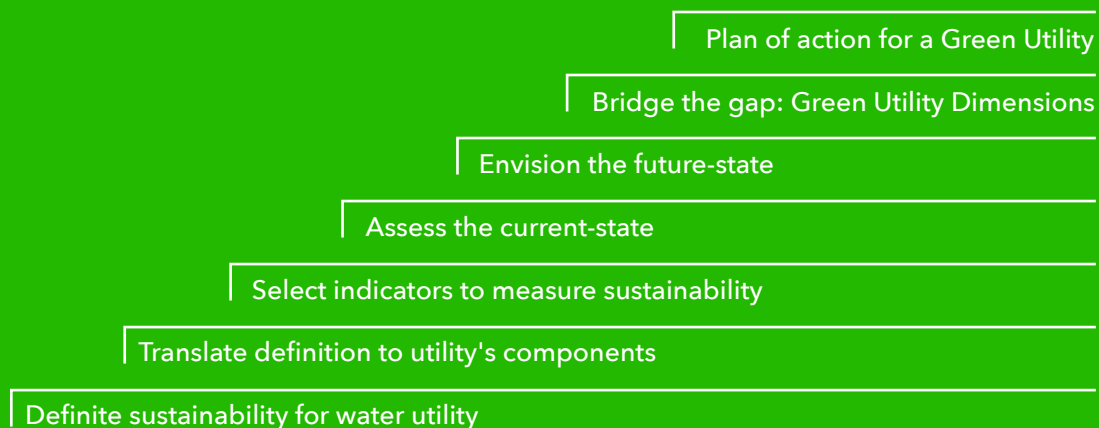 Plan of action for a Green Utility
Bridge the gap: Green Utility Dimensions
Envision the future-state
Assess the current-state
Select indicators to measure sustainability
Translate definition to utility's components
Definite sustainability for water utility